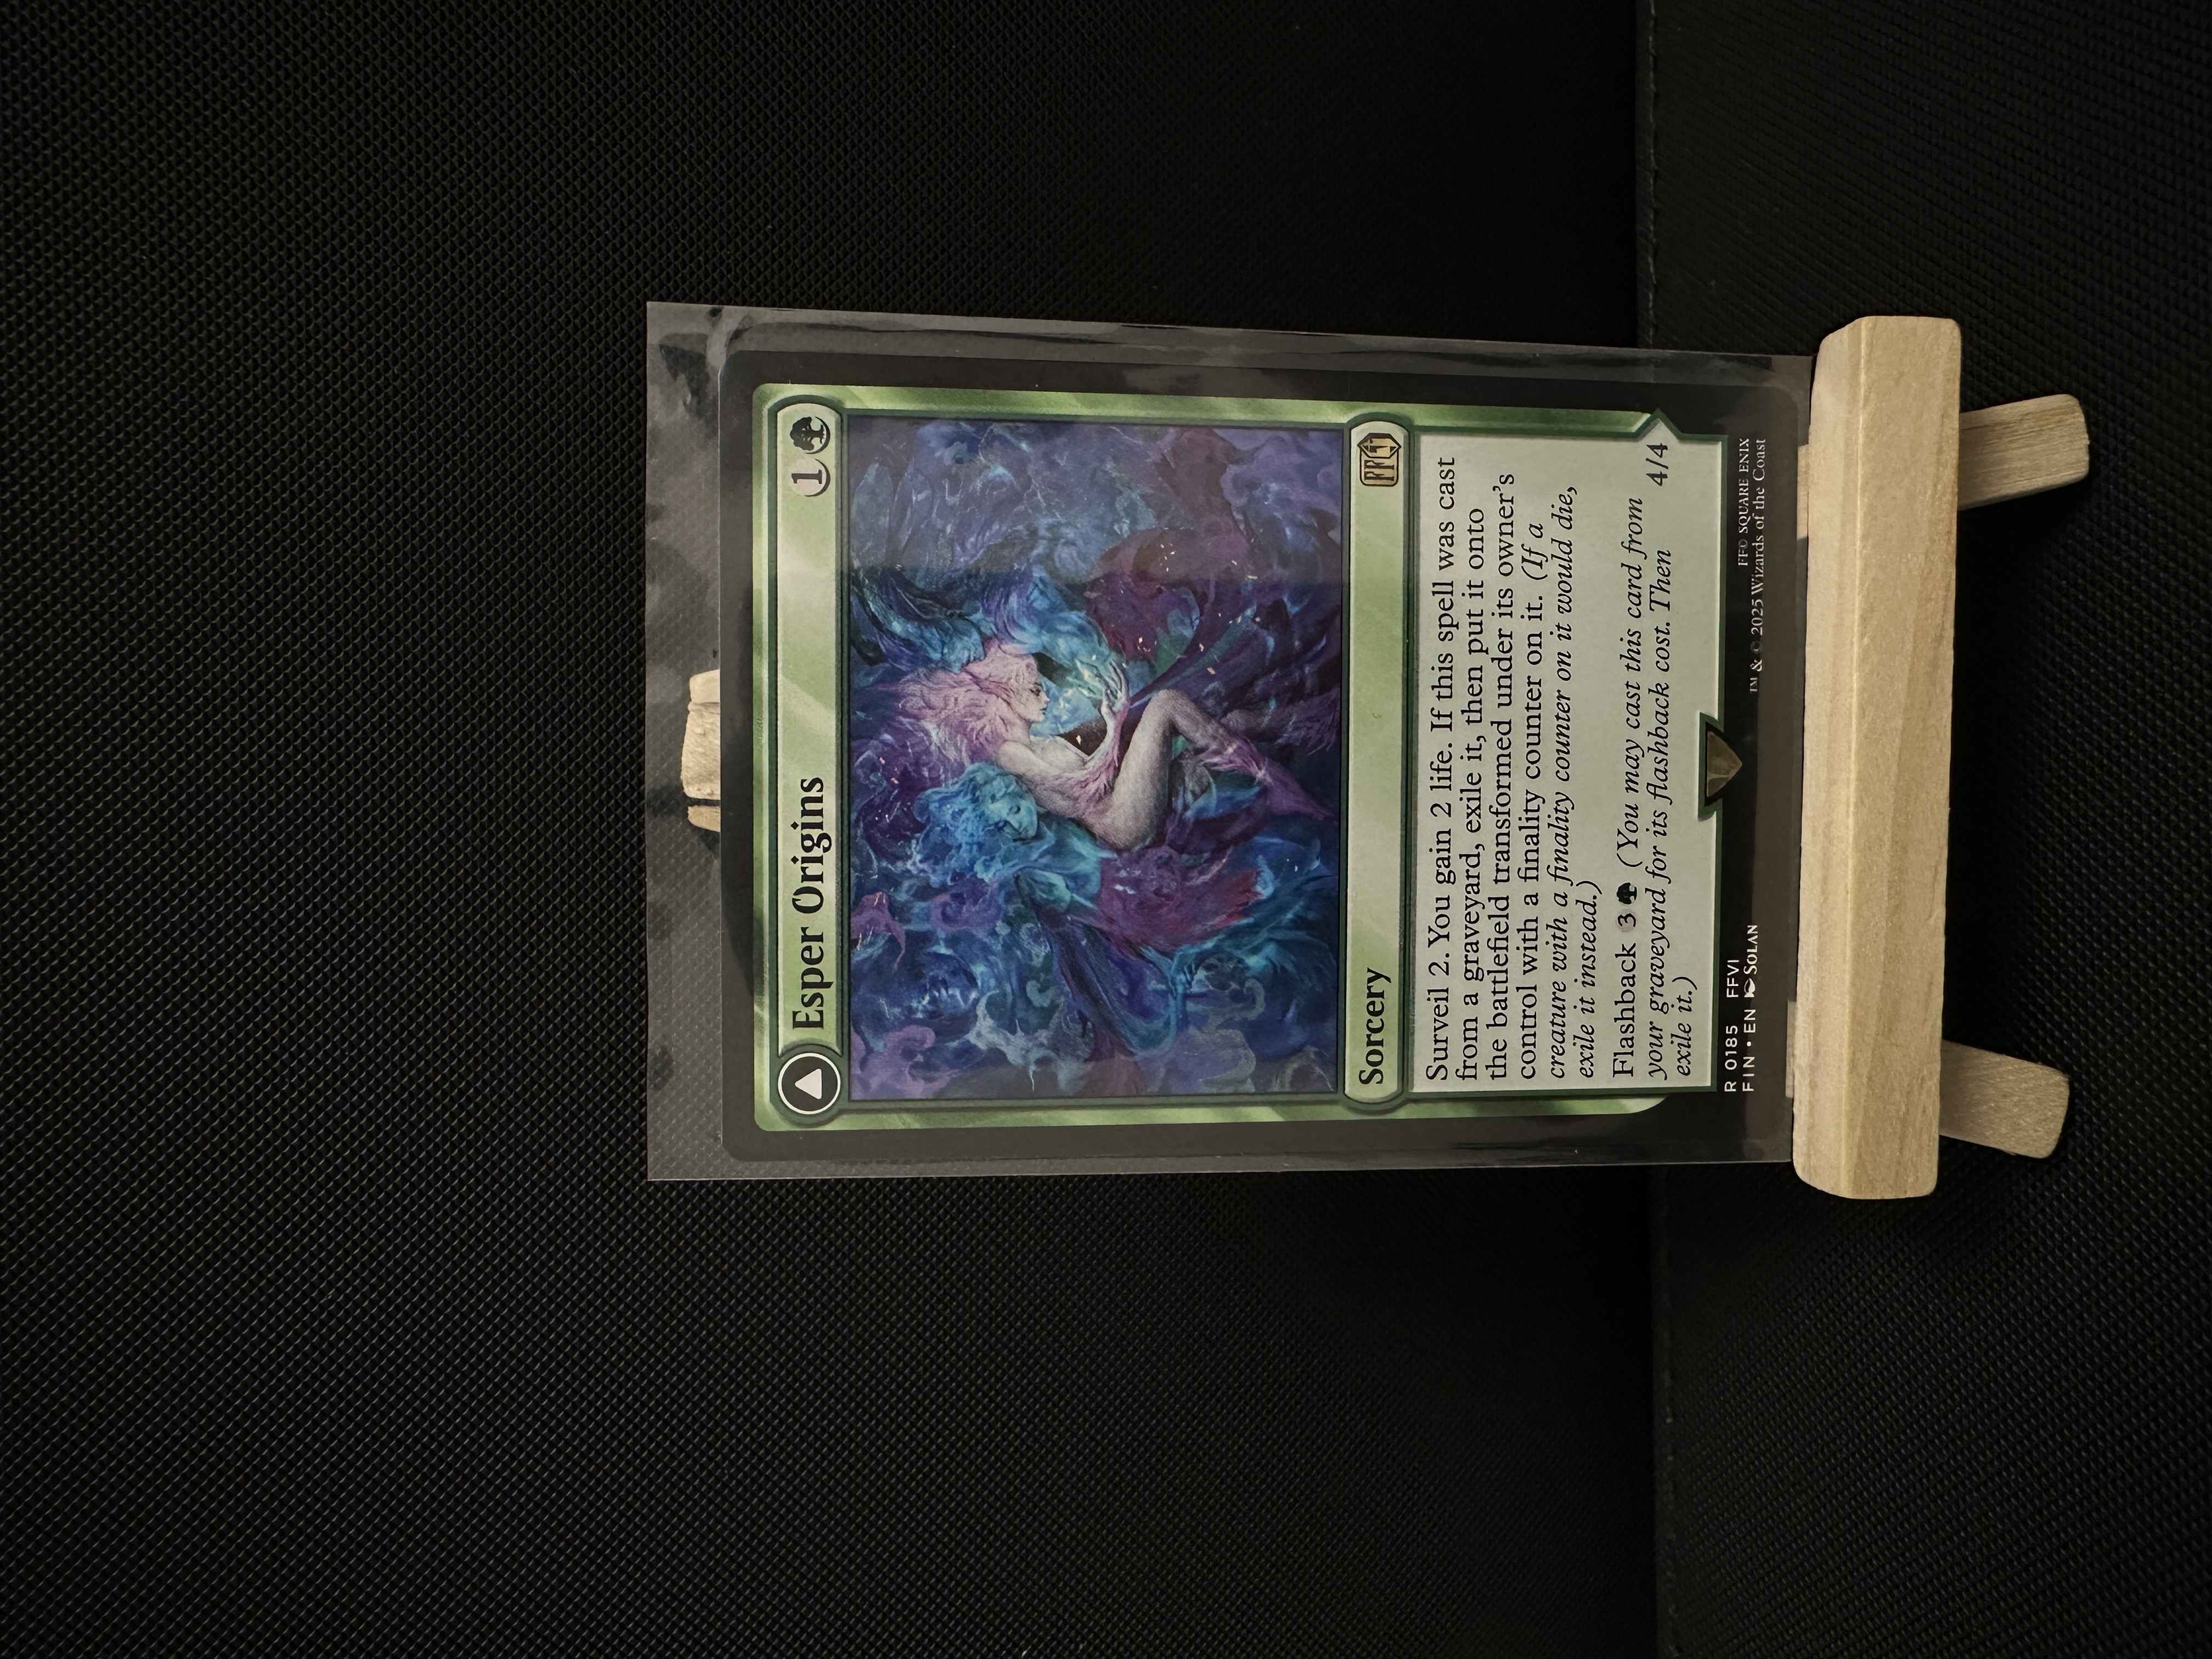 Esper Origins 1
Sorcery FF
Surveil 2. You gain 2 life. If this spell was cast
from a graveyard, exile it, then put it onto
the battlefield transformed under its owner's
control with a finality counter on it. (If a
creature with a finality counter on it would die,
exile it instead.)
Flashback 3 (You may cast this card from
your graveyard for its flashback cost. Then
exile it.)
4/4
R 0185 FFVI
FIN • EN SOLAN
FF© SQUARE ENIX
™ & © 2025 Wizards of the Coast